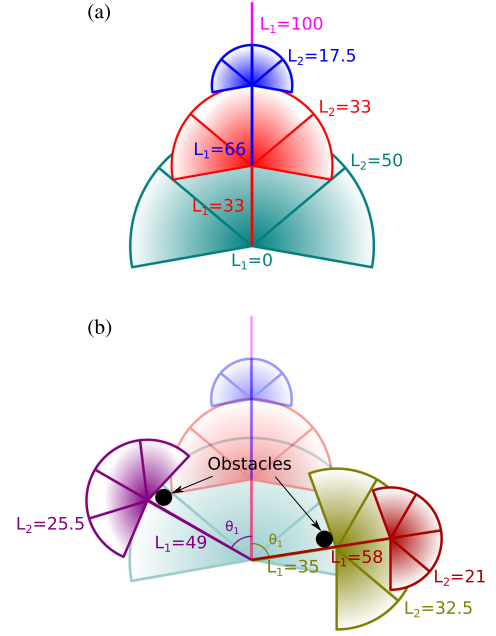 (a)
L₁=100
L₂=17.5
L₂=33
L₁=66
L₂=50
L₁=33
L₁=0
(b)
Obstacles
L₂=25.5
θ₁
θ₁
L₁=49
L₁=58
L₁=35
L₂=21
L₂=32.5